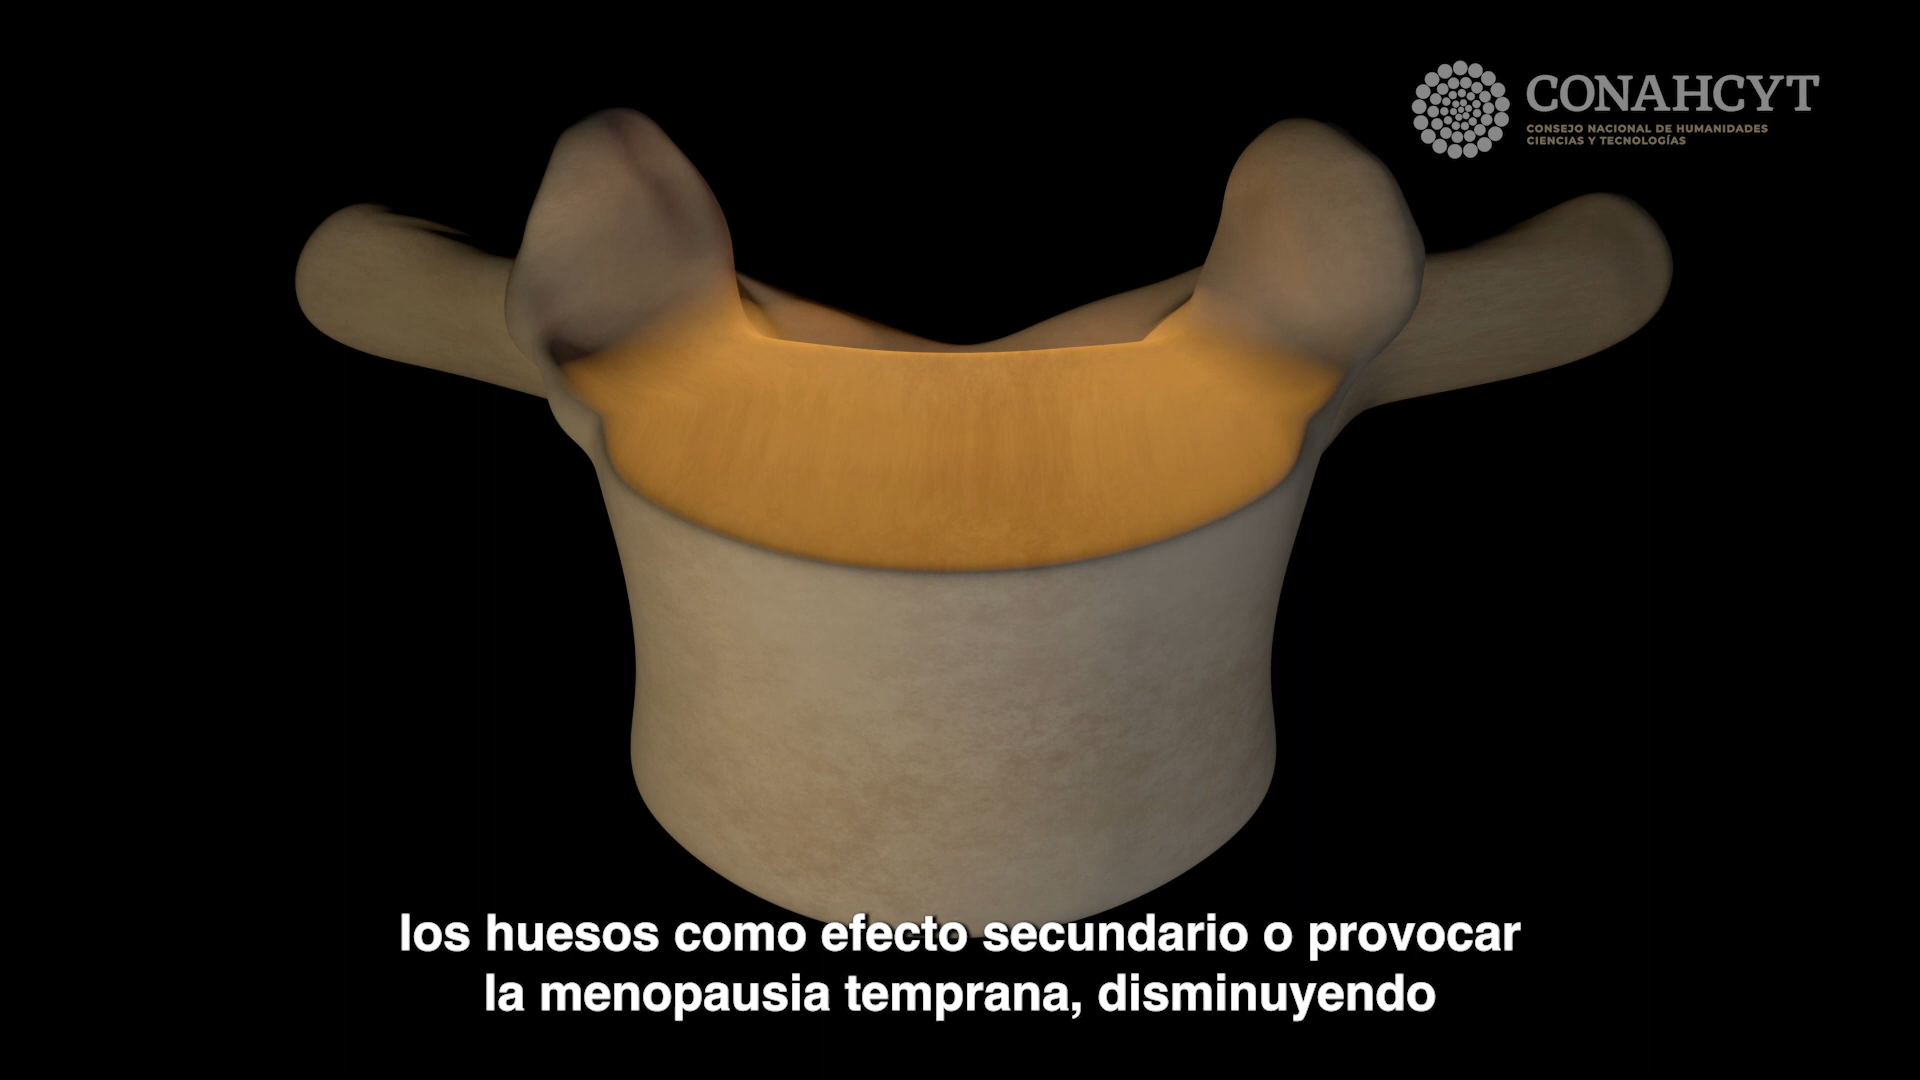 CONAHCYT
CONSEJO NACIONAL DE HUMANIDADES
CIENCIAS Y TECNOLOGÍAS
los huesos como efecto secundario o provocar
la menopausia temprana, disminuyendo